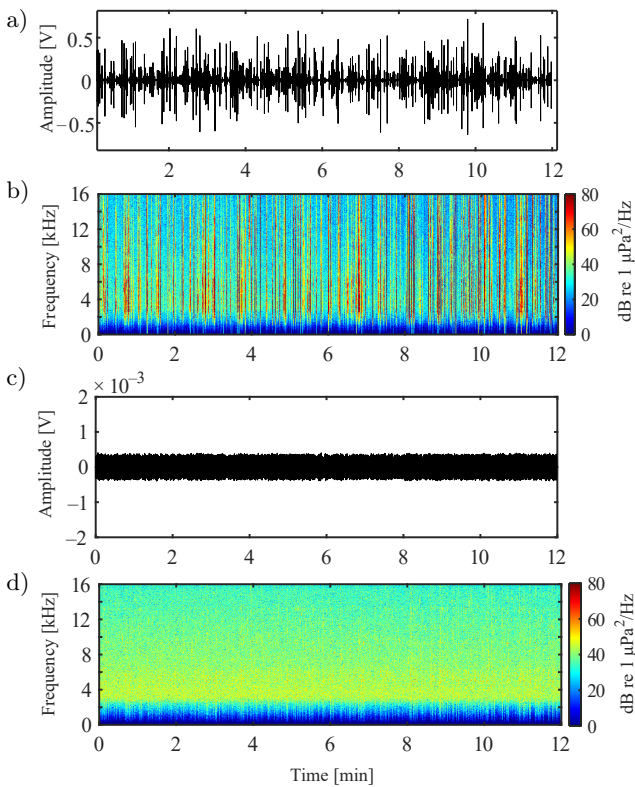 a)
Amplitude [V]
0.5
0
−0.5
2 4 6 8 10 12
b)
Frequency [kHz]
16
12
8
4
0
0 2 4 6 8 10 12
80
60
40
20
0
dB re 1 μPa²/Hz
c)
× 10⁻³
Amplitude [V]
2
1
0
−1
−2
0 2 4 6 8 10 12
d)
Frequency [kHz]
16
12
8
4
0
0 2 4 6 8 10 12
80
60
40
20
0
dB re 1 μPa²/Hz
Time [min]